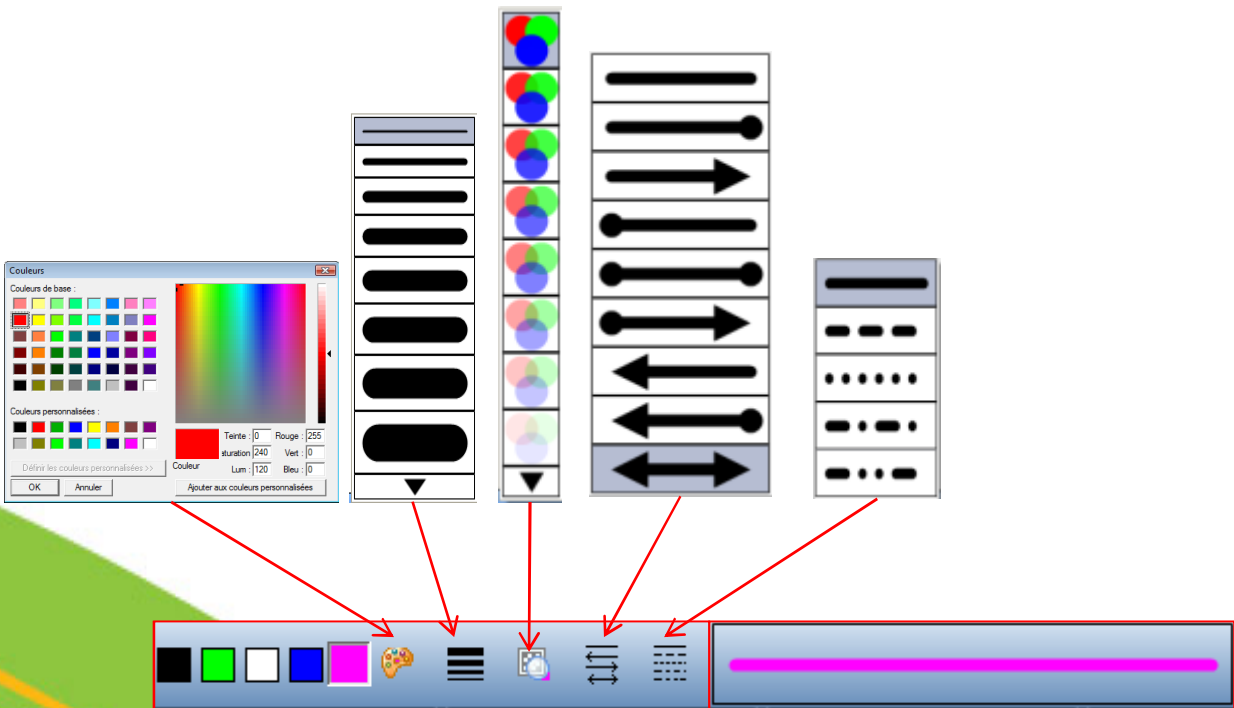 Couleurs
Couleurs de base :
Couleurs personnalisées :
Définir les couleurs personnalisées >>
OK Annuler
Couleur
Teinte : 0 Rouge : 255
turation 240 Vert : 0
Lum : 120 Bleu : 0
Ajouter aux couleurs personnalisées